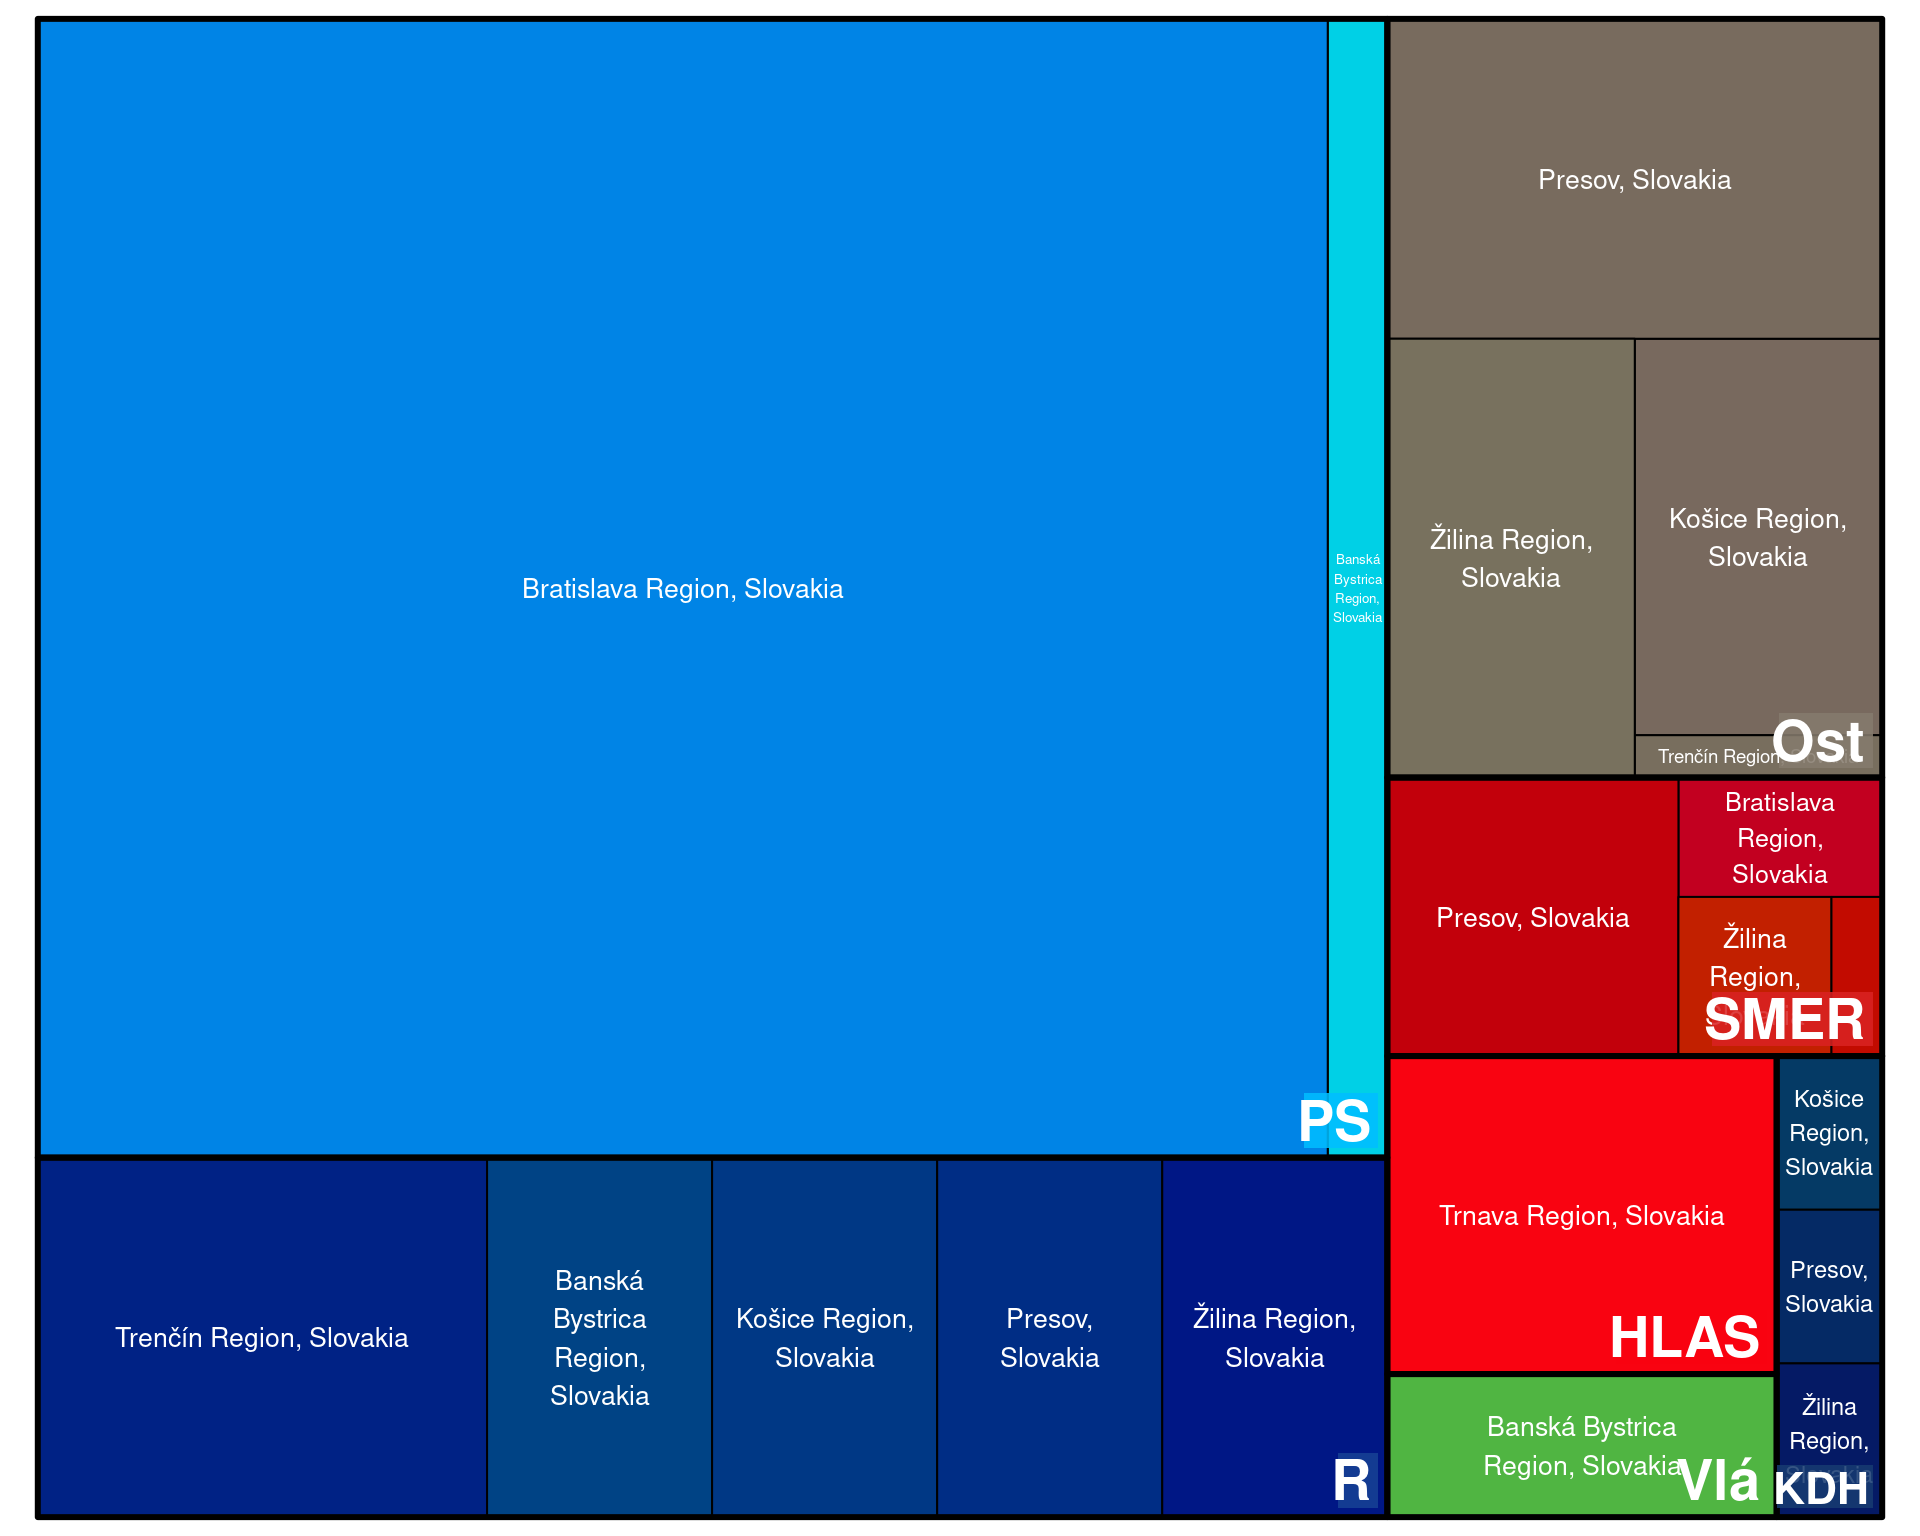 Bratislava Region, Slovakia
Banská
Bystrica
Region,
Slovakia
PS
Trenčín Region, Slovakia
Banská
Bystrica
Region,
Slovakia
Košice Region,
Slovakia
Presov,
Slovakia
Žilina Region,
Slovakia
R
Presov, Slovakia
Žilina Region,
Slovakia
Košice Region,
Slovakia
Trenčín Region
Ost
Presov, Slovakia
Bratislava
Region,
Slovakia
Žilina
Region,
SMER
Trnava Region, Slovakia
HLAS
Banská Bystrica
Region, Slovakia
Vlá
Košice
Region,
Slovakia
Presov,
Slovakia
Žilina
Region,
KDH